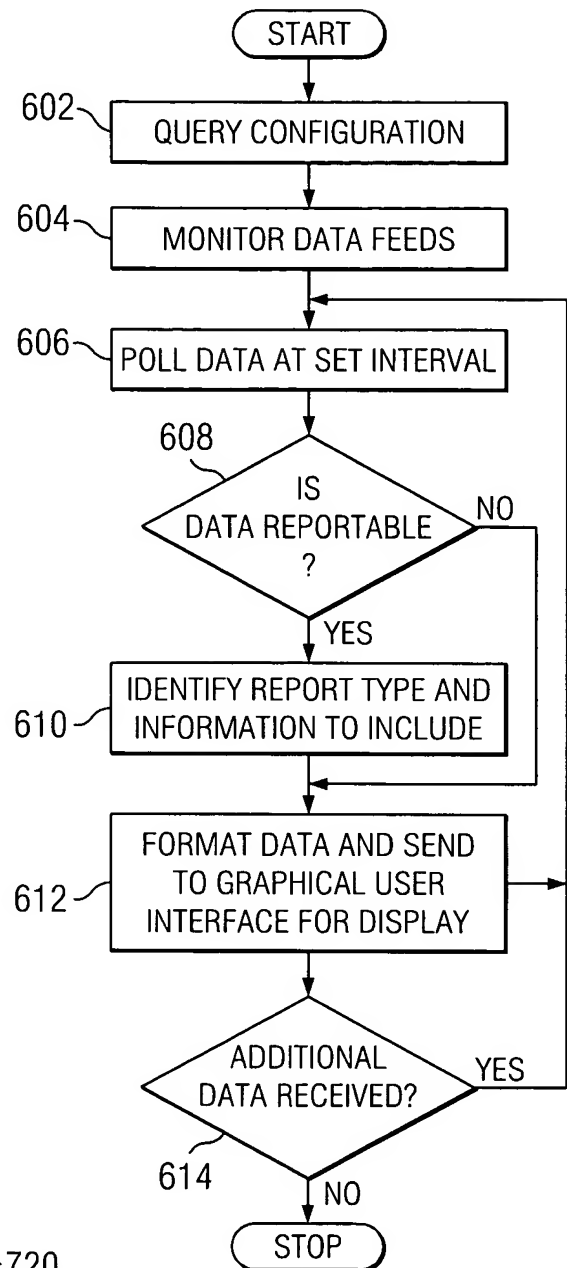 START
602
QUERY CONFIGURATION
604
MONITOR DATA FEEDS
606
POLL DATA AT SET INTERVAL
608
IS
DATA REPORTABLE
?
NO
YES
610
IDENTIFY REPORT TYPE AND
INFORMATION TO INCLUDE
612
FORMAT DATA AND SEND
TO GRAPHICAL USER
INTERFACE FOR DISPLAY
ADDITIONAL
DATA RECEIVED?
YES
614
NO
STOP
720